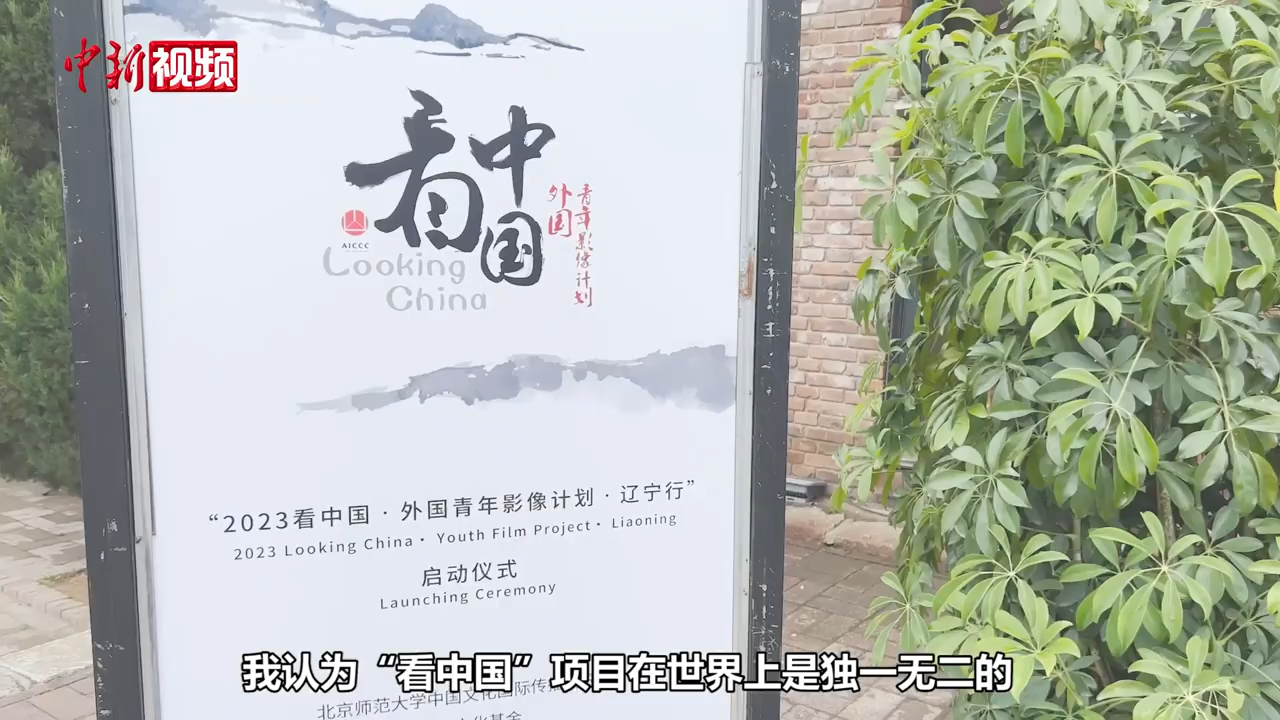 中新视频
看中国
外国
青年影像计划
AICCC
Looking
China
“2023看中国·外国青年影像计划·辽宁行”
2023 Looking China· Youth Film Project· Liaoning
启动仪式
Launching Ceremony
我认为“看中国”项目在世界上是独一无二的
北京师范大学中国文化国际传
化基金